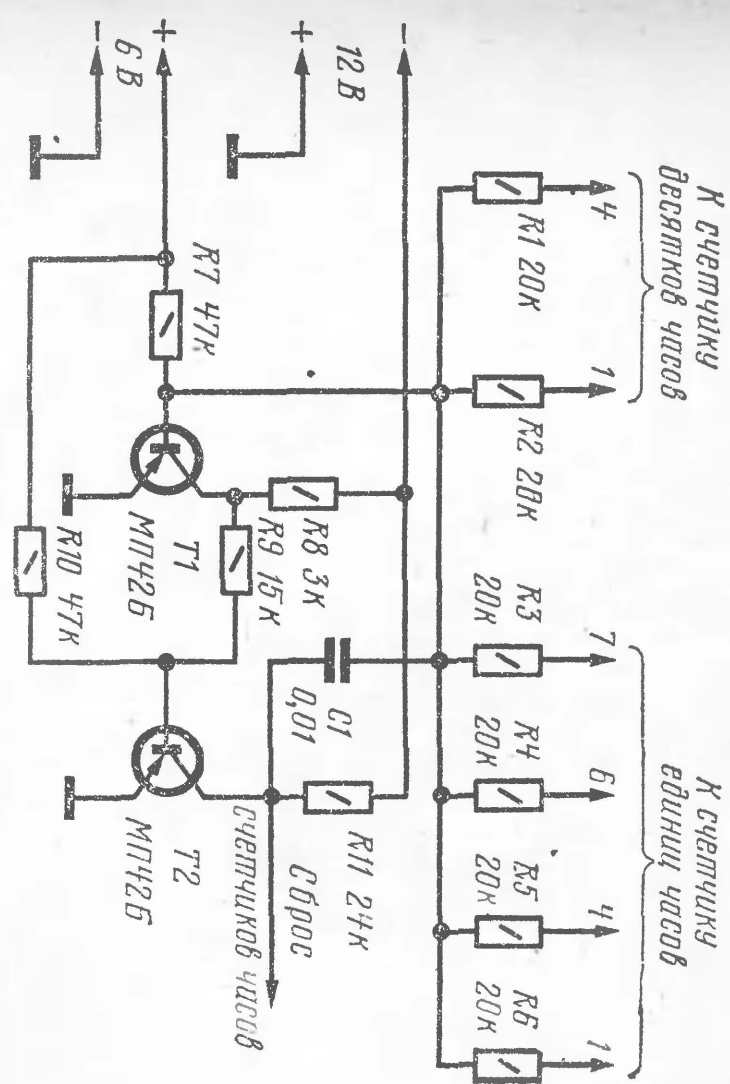 К счетчику
десятков часов
К счетчику
единиц часов
4
1
7
6
4
1
R1 20к
R2 20к
R3
20к
R4
20к
R5
20к
R6
20к
−
12 В
+
R8 3к
R9 15к
C1
0,01
R11 24к
Сброс
счетчиков часов
+
6 В
−
R7 47к
T1
МП42Б
R10 47к
T2
МП42Б